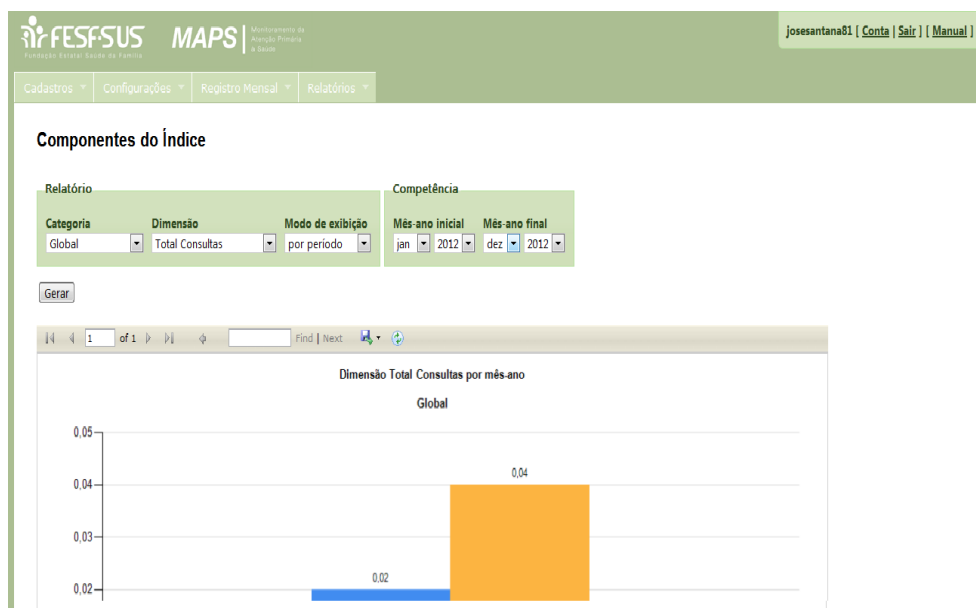 FESF-SUS
Fundação Estatal Saúde da Família
MAPS
Monitoramento da
Atenção Primária
à Saúde
josesantana81 [ Conta | Sair ] [ Manual ]
Cadastros
Configurações
Registro Mensal
Relatórios
Componentes do Índice
Relatório
Competência
Categoria
Dimensão
Modo de exibição
Mês-ano inicial
Mês-ano final
Global
Total Consultas
por período
jan
2012
dez
2012
Gerar
1
of 1
Find | Next
Dimensão Total Consultas por mês-ano
Global
0,05
0,04
0,04
0,03
0,02
0,02